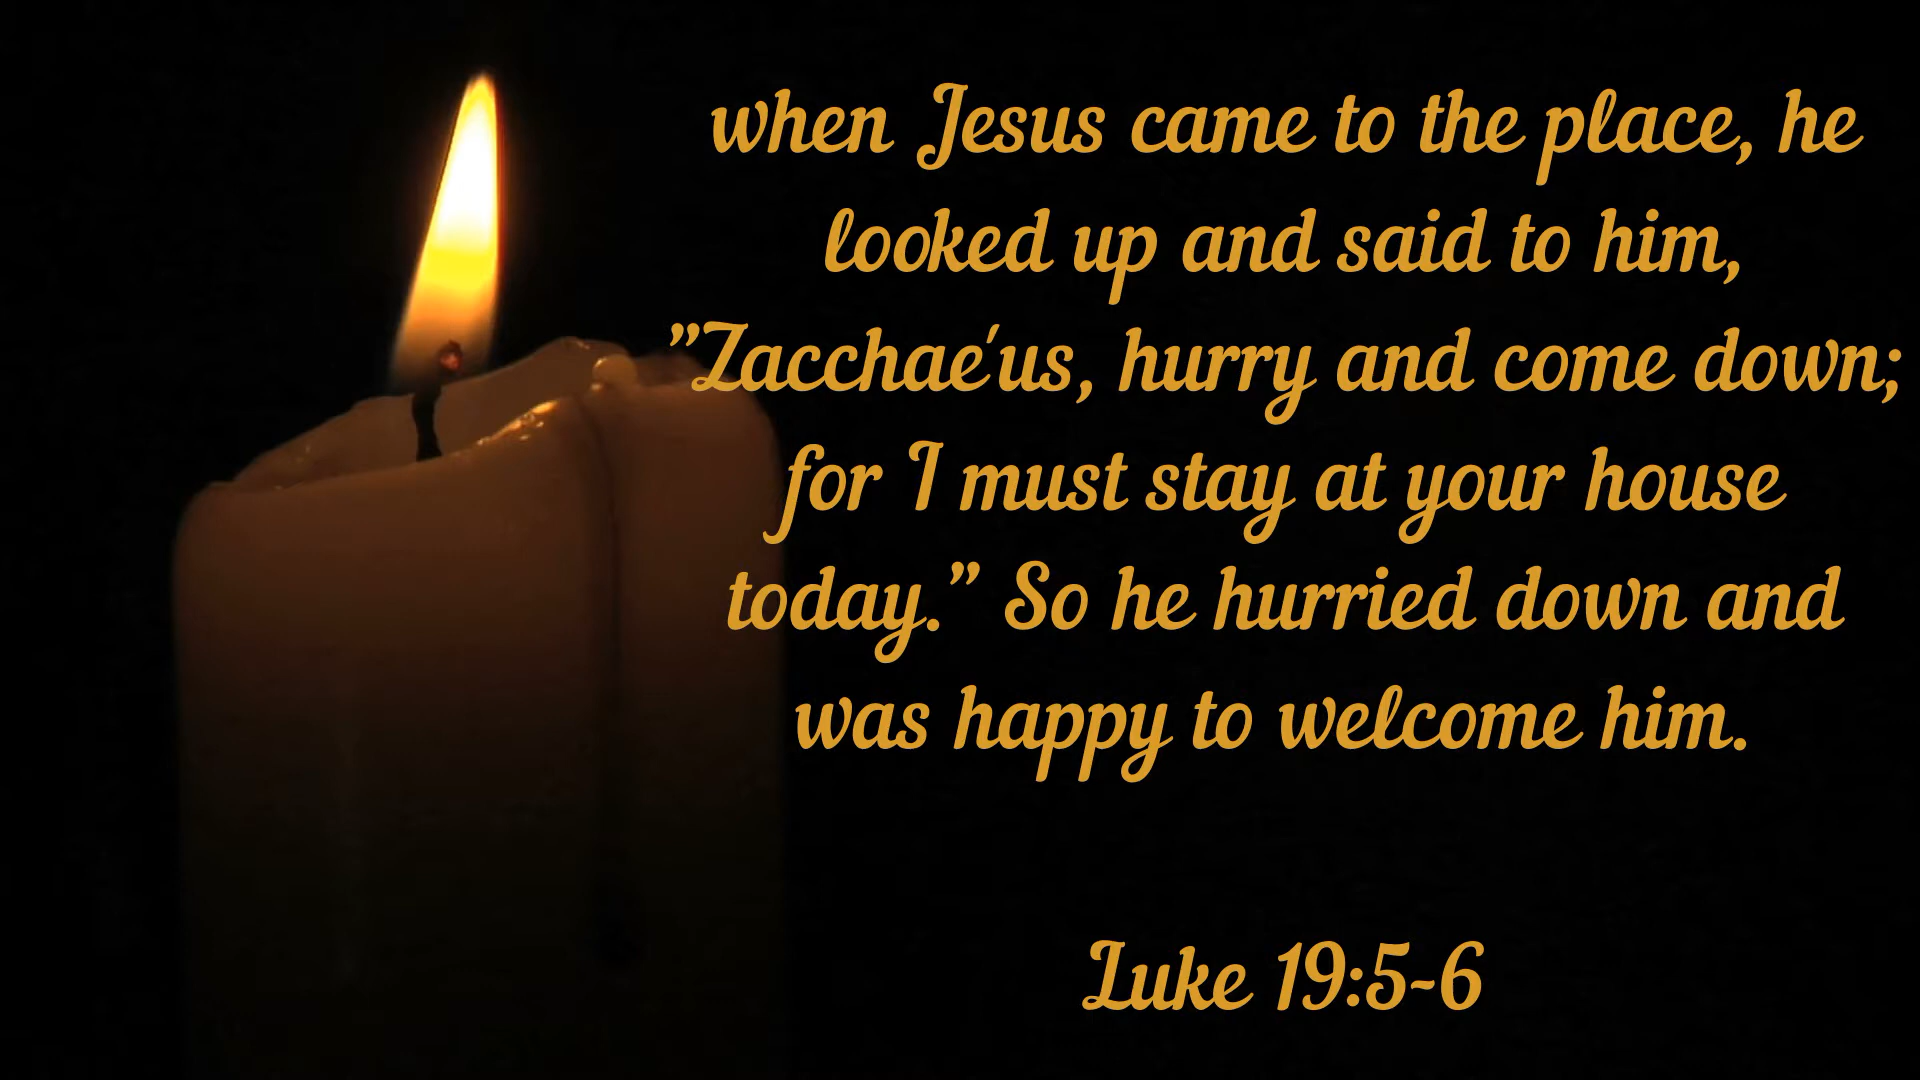 when Jesus came to the place, he
looked up and said to him,
”Zacchae'us, hurry and come down;
for I must stay at your house
today.” So he hurried down and
was happy to welcome him.
Luke 19:5-6